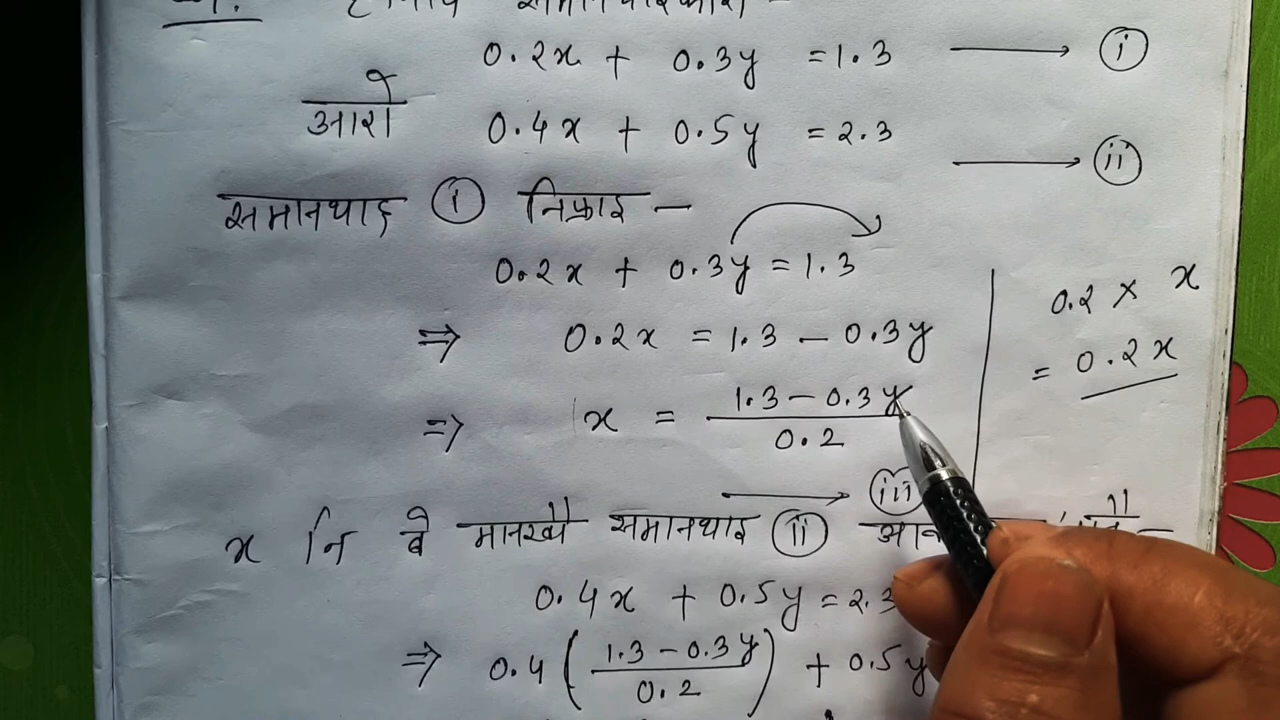 0.2x + 0.3y = 1.3 ⟶ (i)
आरो 0.4x + 0.5y = 2.3 ⟶ (ii)
समानथाइ (i) निफ्राइ —
0.2x + 0.3y = 1.3
⇒ 0.2x = 1.3 − 0.3y
⇒ x = (1.3 − 0.3y)/0.2
⟶ (iii)
0.2 × x
= 0.2x
x नि बे मानखौ समानथाइ (ii) आव
0.4x + 0.5y = 2.3
⇒ 0.4 ((1.3 − 0.3y)/0.2) + 0.5y